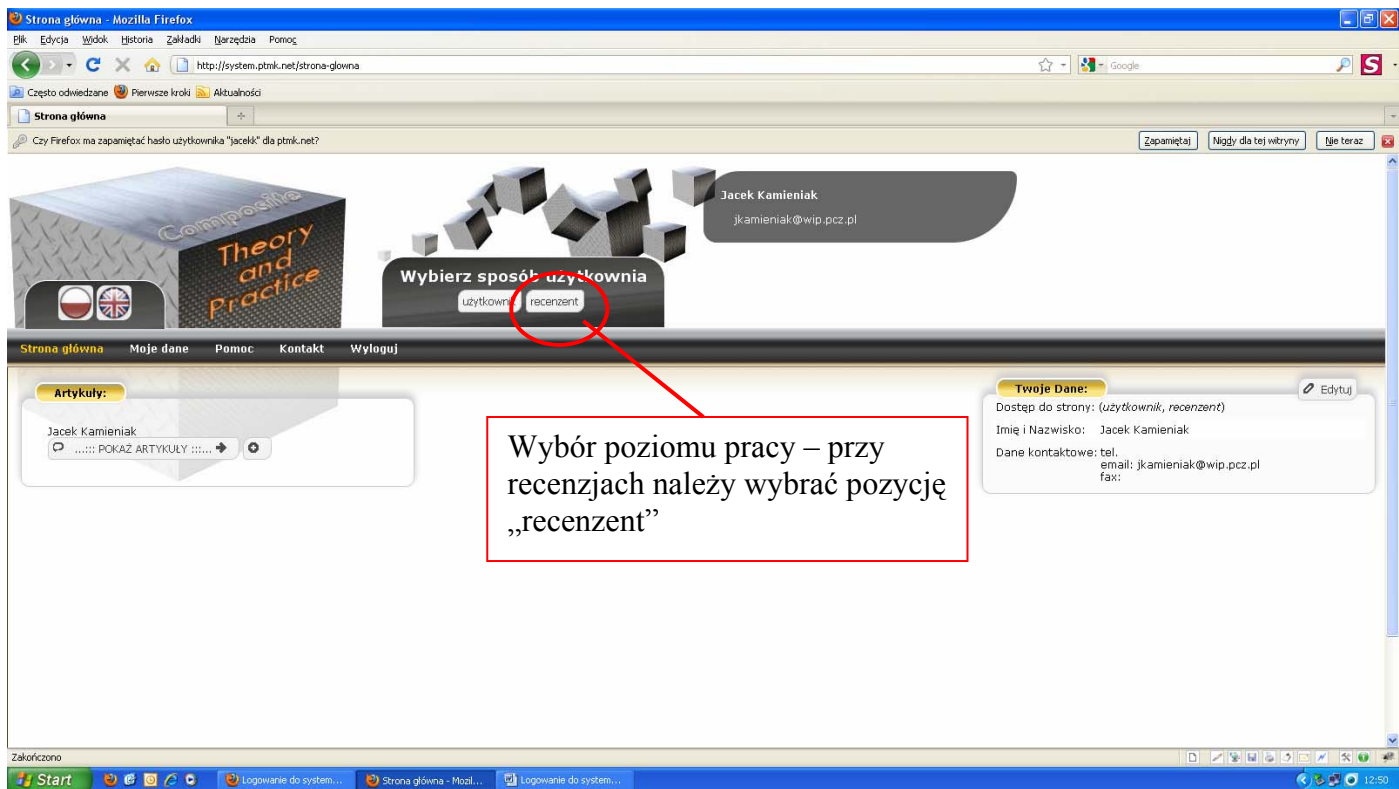 Strona główna - Mozilla Firefox
Plik Edycja Widok Historia Zakładki Narzędzia Pomoc
http://system.ptmk.net/strona-glowna
Google
S
Często odwiedzane Pierwsze kroki Aktualności
Strona główna
Czy Firefox ma zapamiętać hasło użytkownika "jacekk" dla ptmk.net? Zapamiętaj Nigdy dla tej witryny Nie teraz
Composite
Theory
and
Practice
Jacek Kamieniak
jkamieniak@wip.pcz.pl
Wybierz sposób użytkownia
użytkownik recenzent
Strona główna Moje dane Pomoc Kontakt Wyloguj
Artykuły:
Jacek Kamieniak
...::: POKAŻ ARTYKUŁY :::...
Wybór poziomu pracy – przy
recenzjach należy wybrać pozycję
„recenzent”
Twoje Dane: Edytuj
Dostęp do strony: (użytkownik, recenzent)
Imię i Nazwisko: Jacek Kamieniak
Dane kontaktowe: tel.
email: jkamieniak@wip.pcz.pl
fax:
Zakończono
Start Logowanie do system... Strona główna - Mozil... Logowanie do system... 12:50